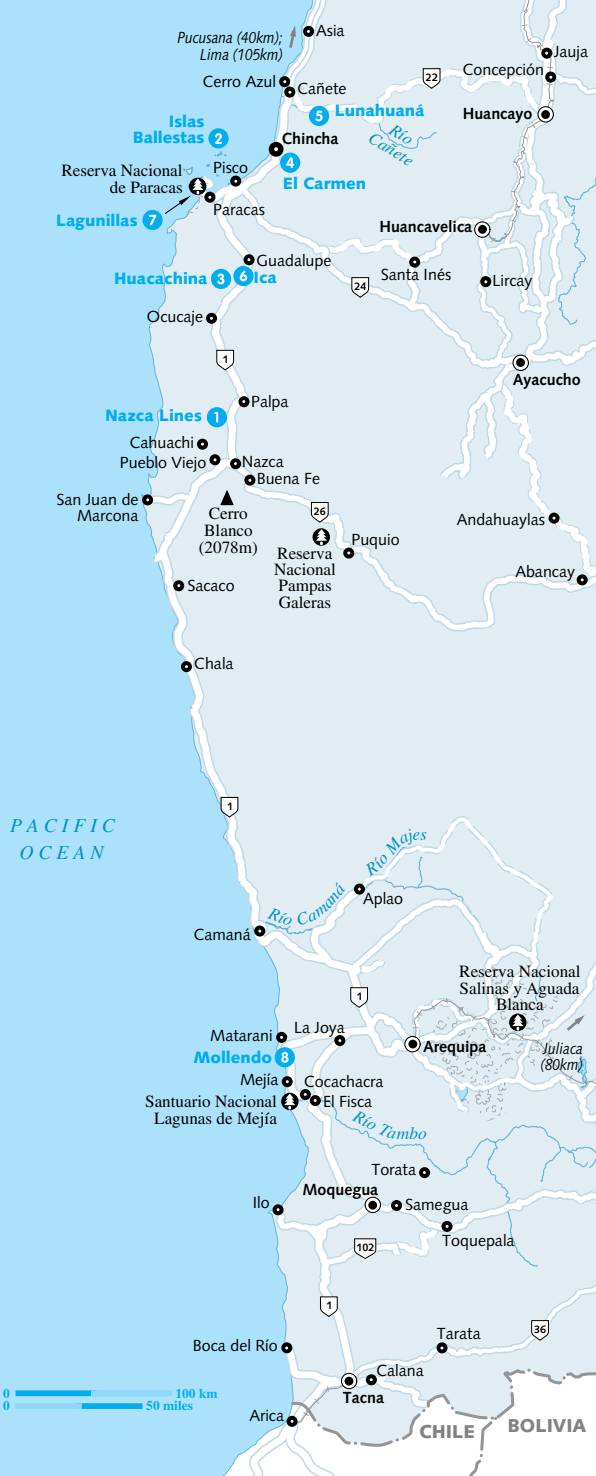 Asia
Pucusana (40km);
Lima (105km)
Jauja
Concepción
22
Cerro Azul
Cañete
5 Lunahuaná
Huancayo
Islas
Ballestas 2
Río
Cañete
Chincha
4
El Carmen
Reserva Nacional
de Paracas
Pisco
Paracas
Lagunillas 7
Huancavelica
Guadalupe
Santa Inés
Huacachina 3
6 Ica
24
Lircay
Ocucaje
1
Ayacucho
Palpa
Nazca Lines 1
Cahuachi
Pueblo Viejo
Nazca
Buena Fe
San Juan de
Marcona
Cerro
Blanco
(2078m)
26
Andahuaylas
Reserva
Nacional
Pampas
Galeras
Puquio
Abancay
Sacaco
Chala
1
PACIFIC
OCEAN
Río Majes
Aplao
Río Camaná
Camaná
Reserva Nacional
Salinas y Aguada
Blanca
1
Matarani
La Joya
Arequipa
Juliaca
(80km)
Mollendo 8
Mejía
Cocachacra
El Fisca
Santuario Nacional
Lagunas de Mejía
Río Tambo
Torata
Moquegua
Ilo
Samegua
Toquepala
102
1
36
Boca del Río
Tarata
Calana
Tacna
0 100 km
0 50 miles
Arica
CHILE
BOLIVIA